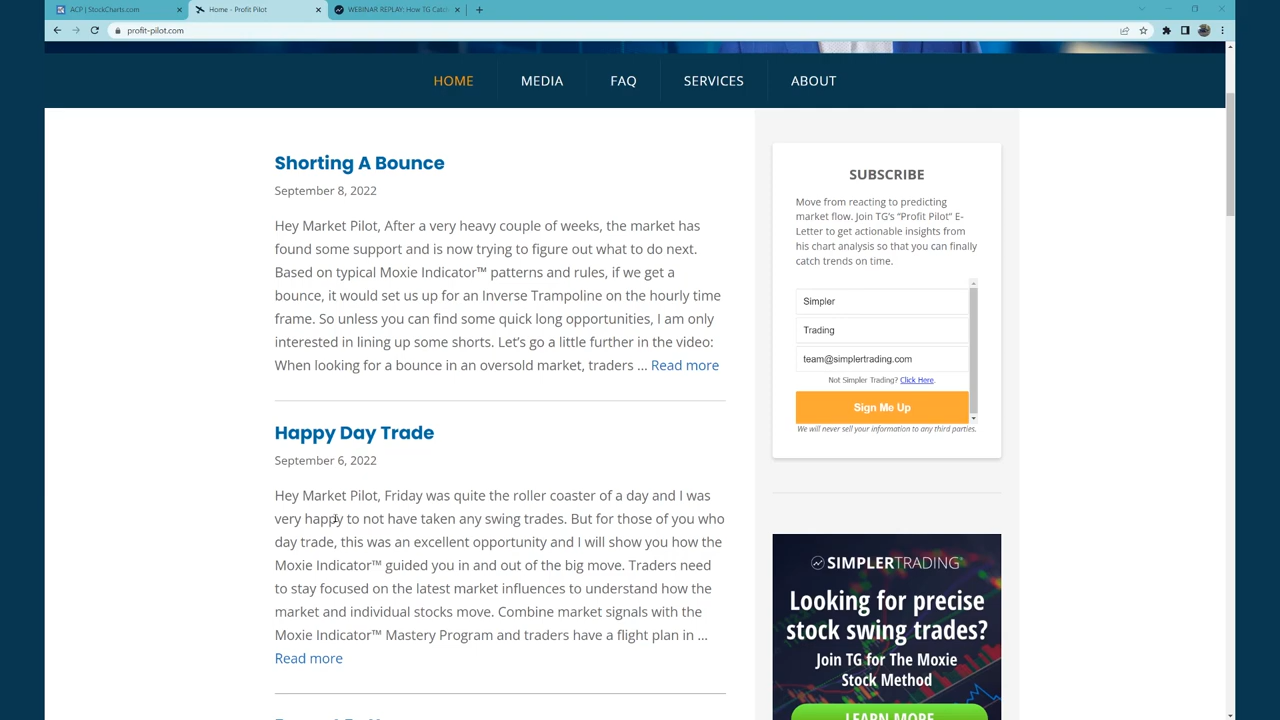 ACP | StockCharts.com
Home - Profit Pilot
WEBINAR REPLAY: How TG Catch
profit-pilot.com
HOME
MEDIA
FAQ
SERVICES
ABOUT
Shorting A Bounce
September 8, 2022
Hey Market Pilot, After a very heavy couple of weeks, the market has
found some support and is now trying to figure out what to do next.
Based on typical Moxie Indicator™ patterns and rules, if we get a
bounce, it would set us up for an Inverse Trampoline on the hourly time
frame. So unless you can find some quick long opportunities, I am only
interested in lining up some shorts. Let’s go a little further in the video:
When looking for a bounce in an oversold market, traders ... Read more
Happy Day Trade
September 6, 2022
Hey Market Pilot, Friday was quite the roller coaster of a day and I was
very happy to not have taken any swing trades. But for those of you who
day trade, this was an excellent opportunity and I will show you how the
Moxie Indicator™ guided you in and out of the big move. Traders need
to stay focused on the latest market influences to understand how the
market and individual stocks move. Combine market signals with the
Moxie Indicator™ Mastery Program and traders have a flight plan in ...
Read more
SUBSCRIBE
Move from reacting to predicting
market flow. Join TG’s “Profit Pilot” E-
Letter to get actionable insights from
his chart analysis so that you can finally
catch trends on time.
Simpler
Trading
team@simplertrading.com
Not Simpler Trading? Click Here.
Sign Me Up
We will never sell your information to any third parties.
SIMPLERTRADING
Looking for precise
stock swing trades?
Join TG for The Moxie
Stock Method
LEARN MORE